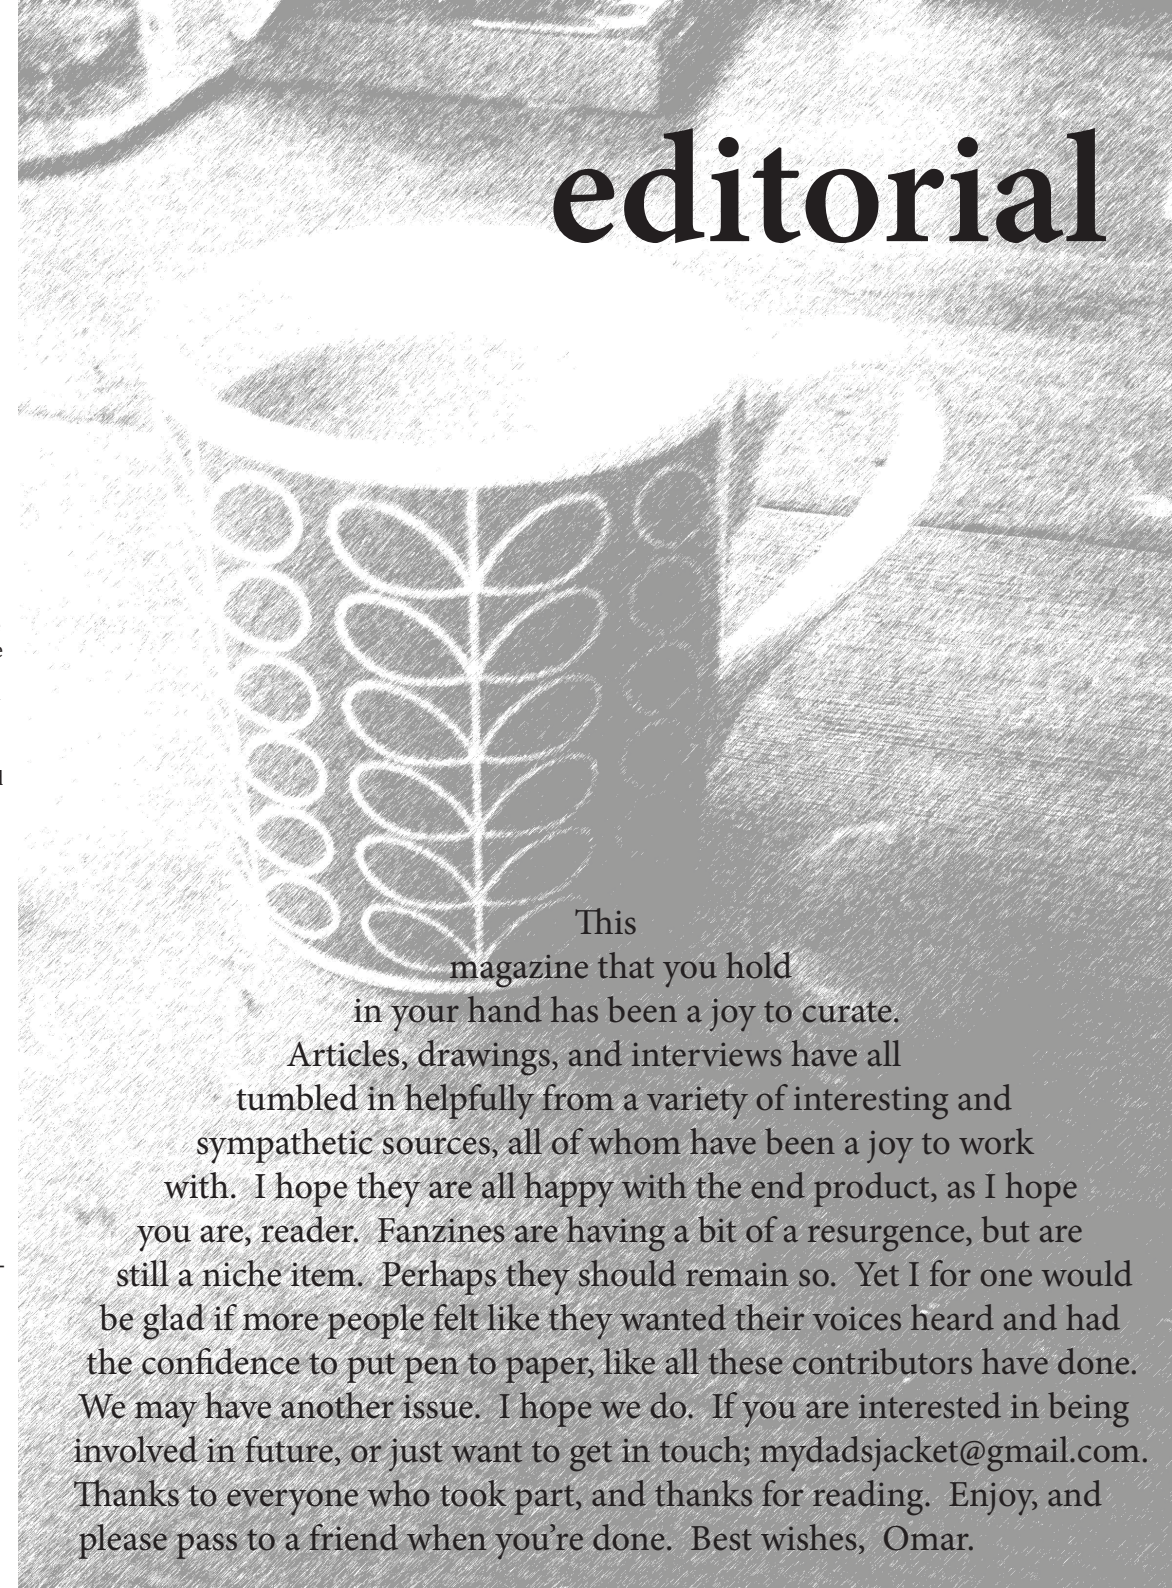 editorial
This
magazine that you hold
in your hand has been a joy to curate.
Articles, drawings, and interviews have all
tumbled in helpfully from a variety of interesting and
sympathetic sources, all of whom have been a joy to work
with.  I hope they are all happy with the end product, as I hope
you are, reader.  Fanzines are having a bit of a resurgence, but are
still a niche item.  Perhaps they should remain so.  Yet I for one would
be glad if more people felt like they wanted their voices heard and had
the confidence to put pen to paper, like all these contributors have done.
We may have another issue.  I hope we do.  If you are interested in being
involved in future, or just want to get in touch; mydadsjacket@gmail.com.
Thanks to everyone who took part, and thanks for reading.  Enjoy, and
please pass to a friend when you’re done.  Best wishes,  Omar.